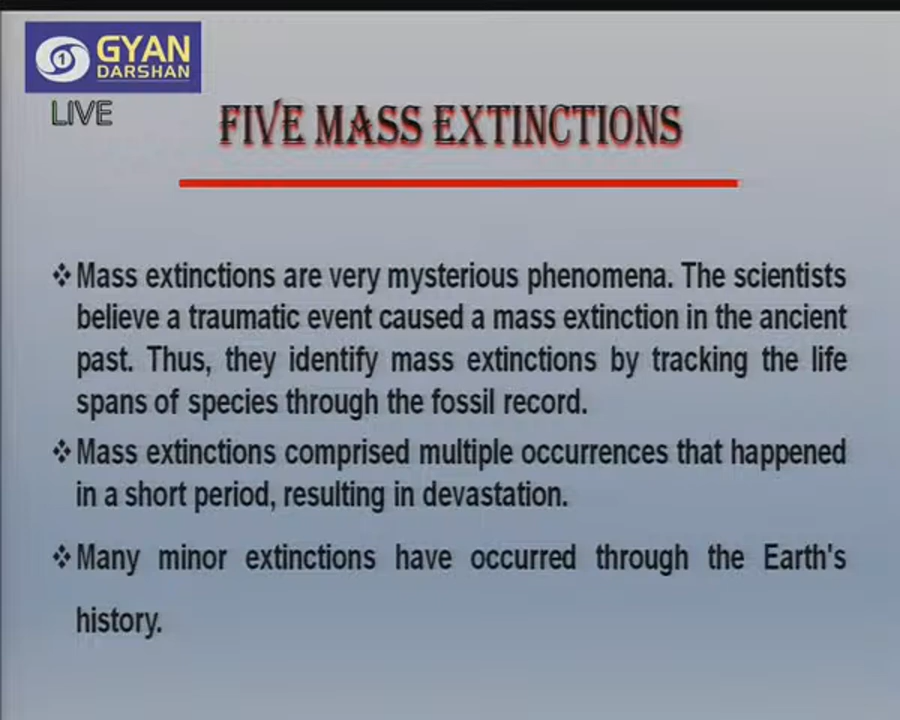 GYAN
DARSHAN
1
LIVE
FIVE MASS EXTINCTIONS
❖ Mass extinctions are very mysterious phenomena. The scientists
believe a traumatic event caused a mass extinction in the ancient
past. Thus, they identify mass extinctions by tracking the life
spans of species through the fossil record.
❖ Mass extinctions comprised multiple occurrences that happened
in a short period, resulting in devastation.
❖ Many minor extinctions have occurred through the Earth's
history.